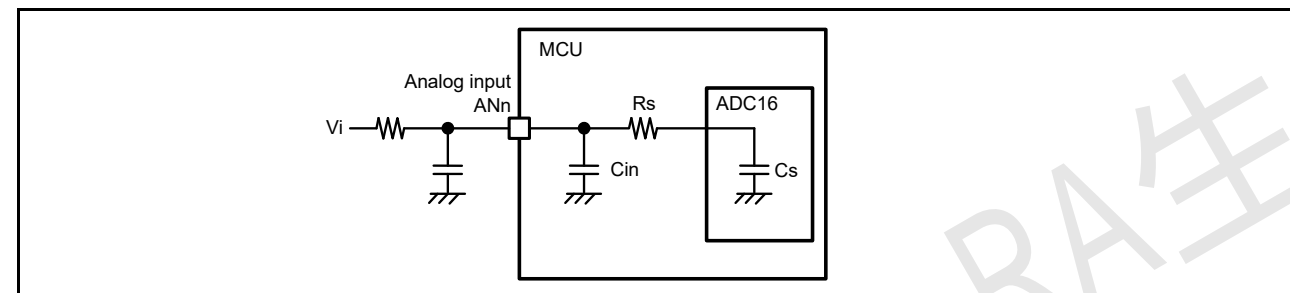 MCU
Analog input
ANn
Rs
ADC16
Vi
Cin
Cs
RA生